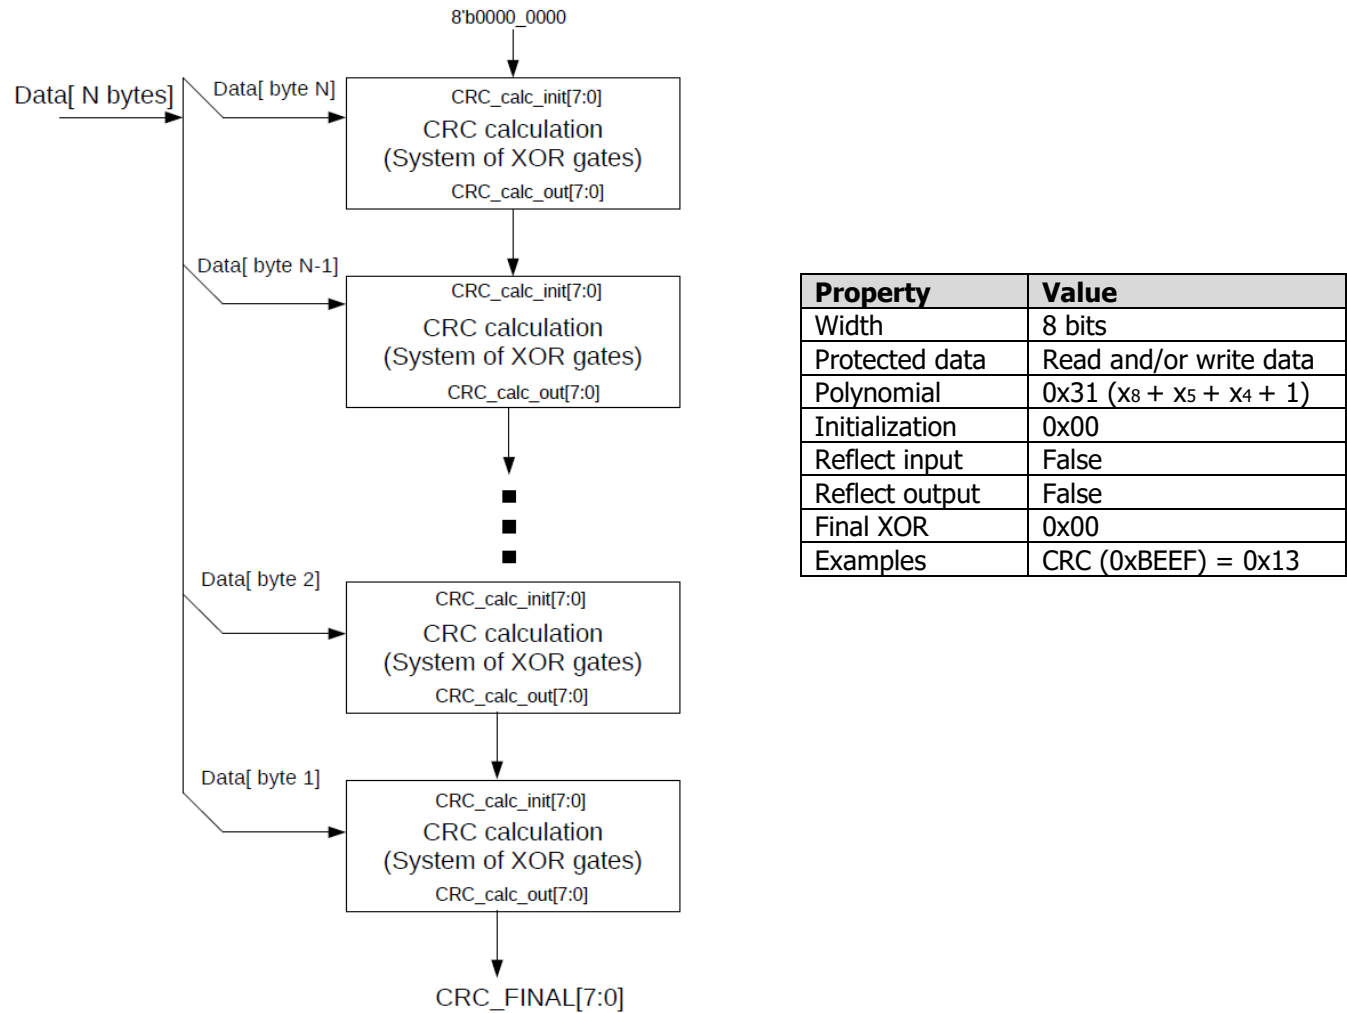 8'b0000_0000
Data[ N bytes]
Data[ byte N]
CRC_calc_init[7:0]
CRC calculation
(System of XOR gates)
CRC_calc_out[7:0]
Data[ byte N-1]
CRC_calc_init[7:0]
CRC calculation
(System of XOR gates)
CRC_calc_out[7:0]
Data[ byte 2]
CRC_calc_init[7:0]
CRC calculation
(System of XOR gates)
CRC_calc_out[7:0]
Data[ byte 1]
CRC_calc_init[7:0]
CRC calculation
(System of XOR gates)
CRC_calc_out[7:0]
CRC_FINAL[7:0]
Property Value
Width 8 bits
Protected data Read and/or write data
Polynomial 0x31 (x8 + x5 + x4 + 1)
Initialization 0x00
Reflect input False
Reflect output False
Final XOR 0x00
Examples CRC (0xBEEF) = 0x13